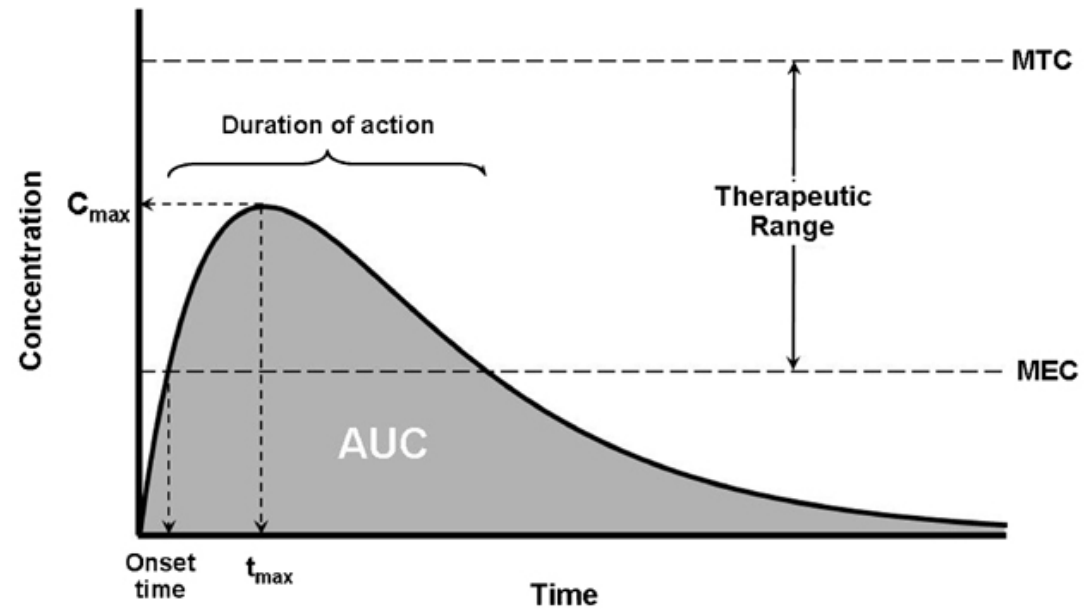 MTC
Duration of action
Cmax
Therapeutic
Range
Concentration
MEC
AUC
Onset
time
tmax
Time